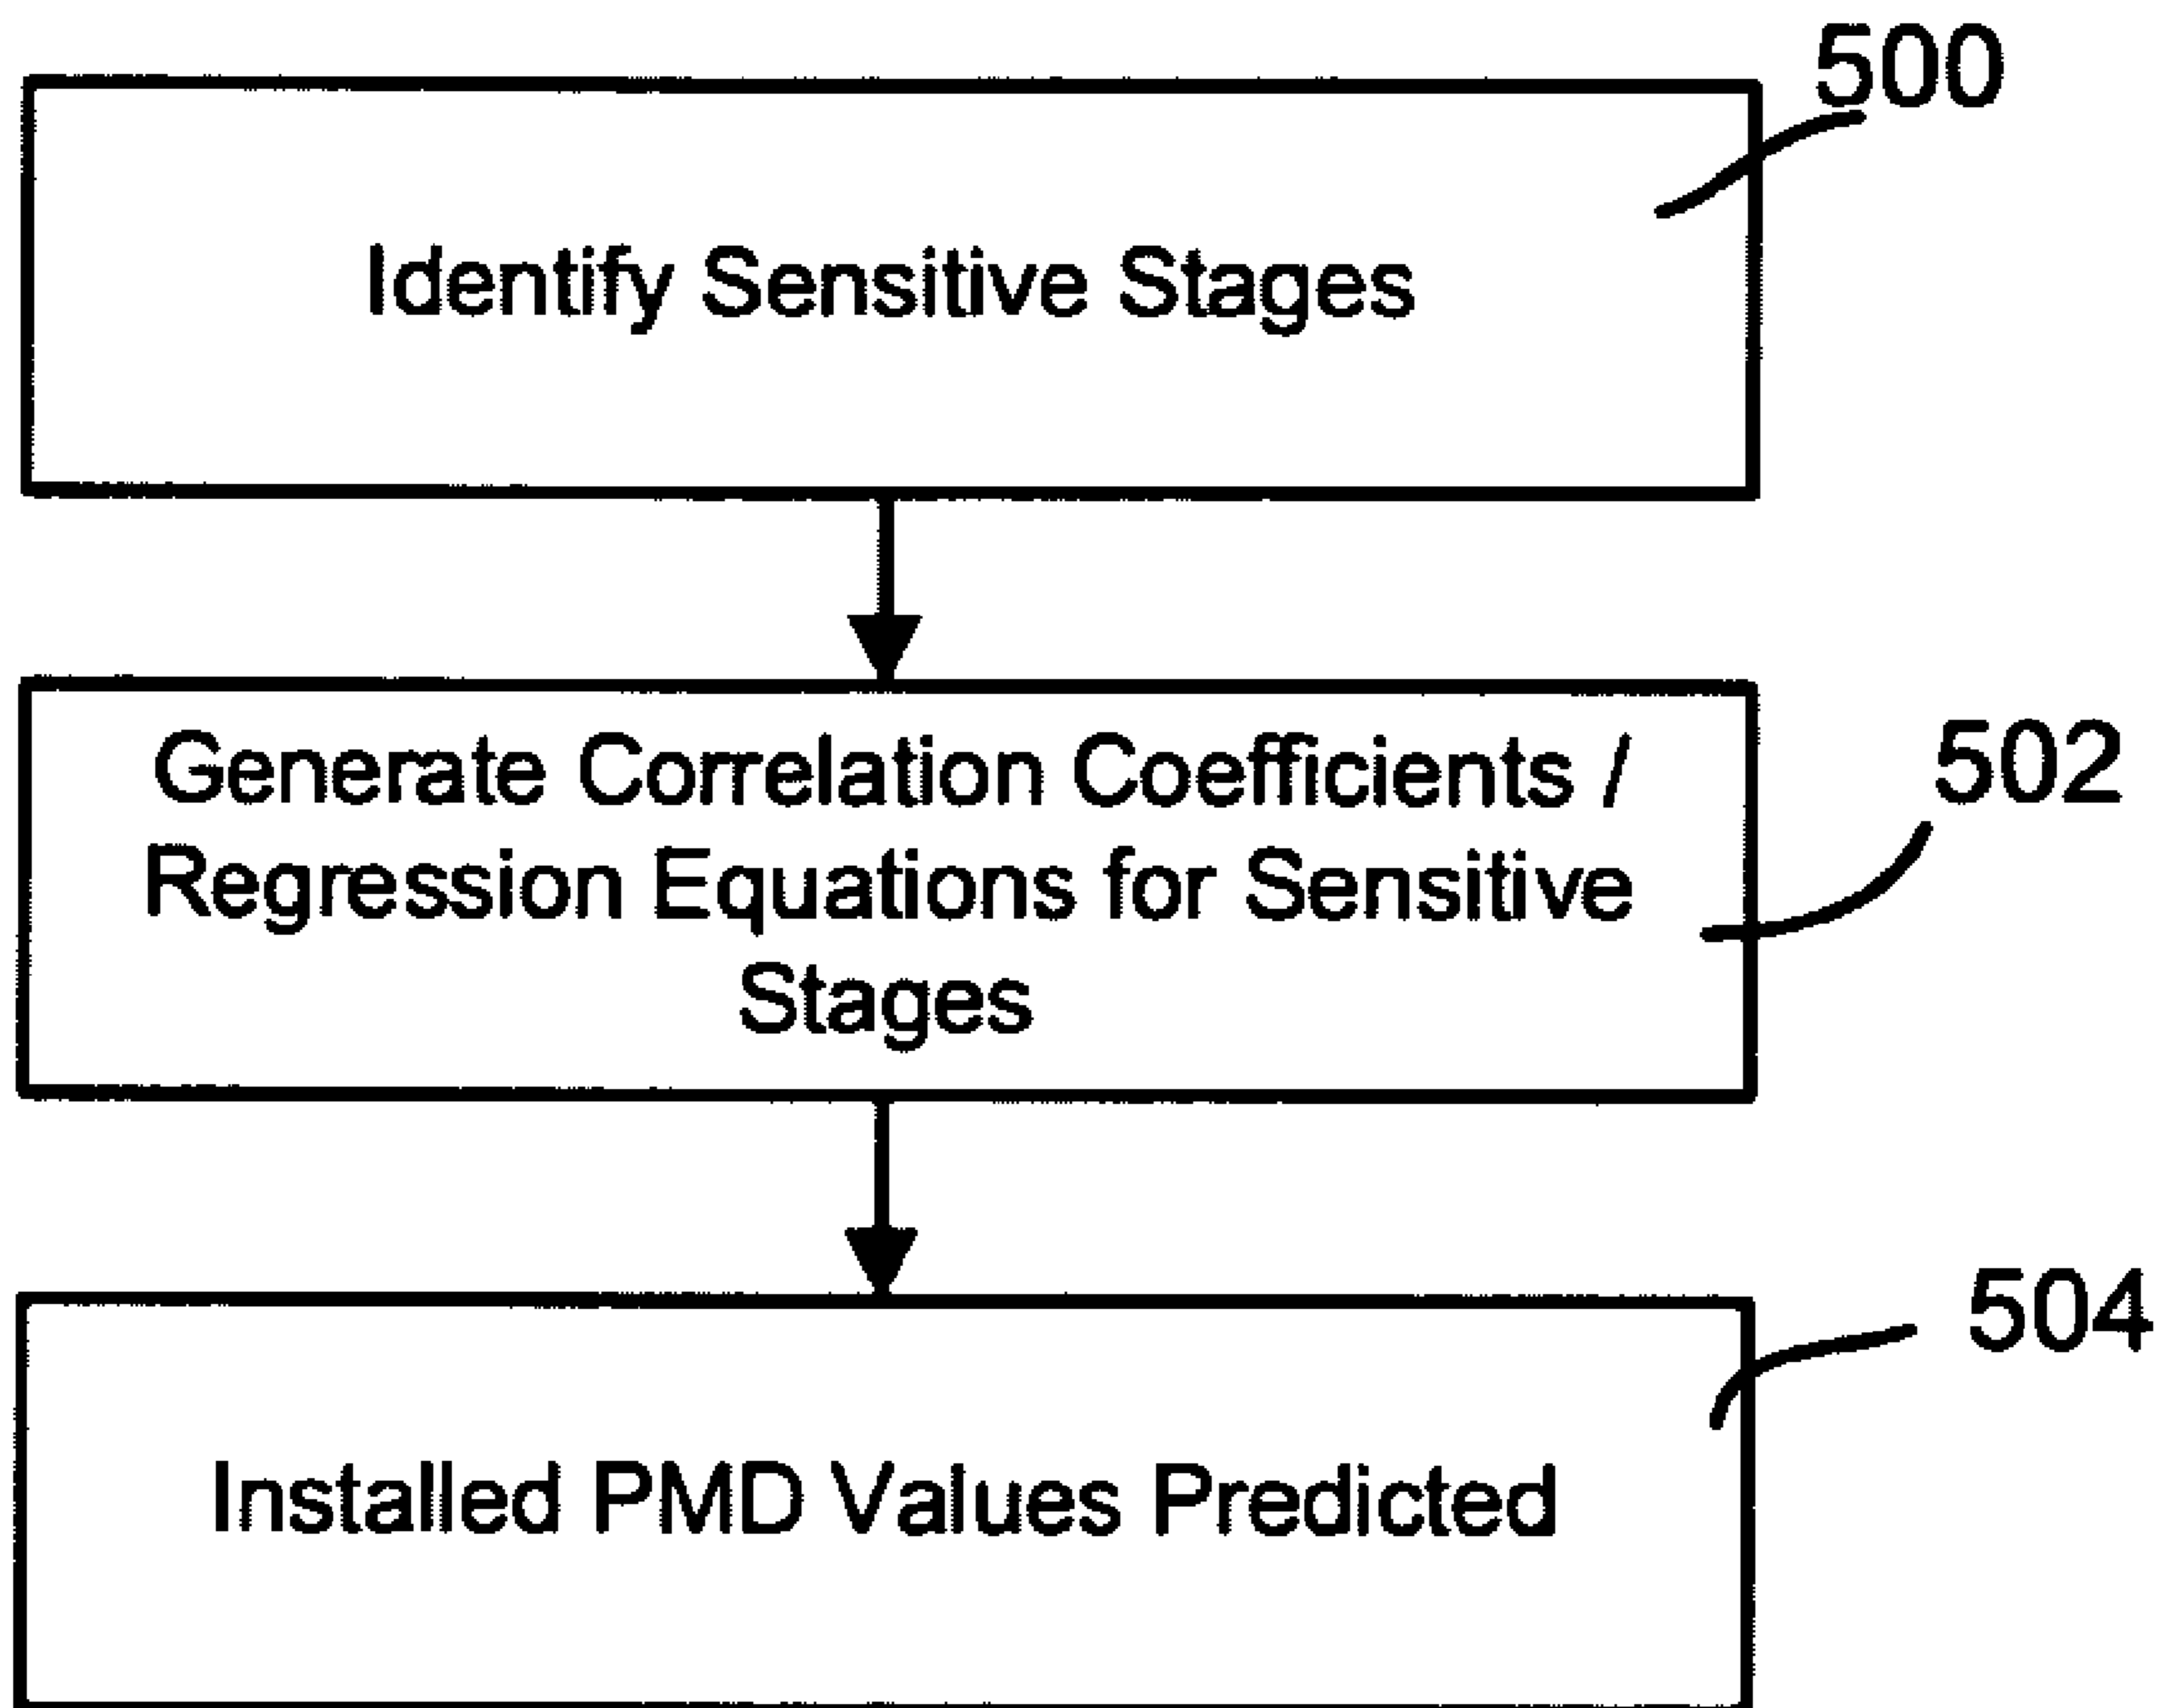 500
Identify Sensitive Stages
Generate Correlation Coefficients /
Regression Equations for Sensitive
Stages
502
504
Installed PMD Values Predicted